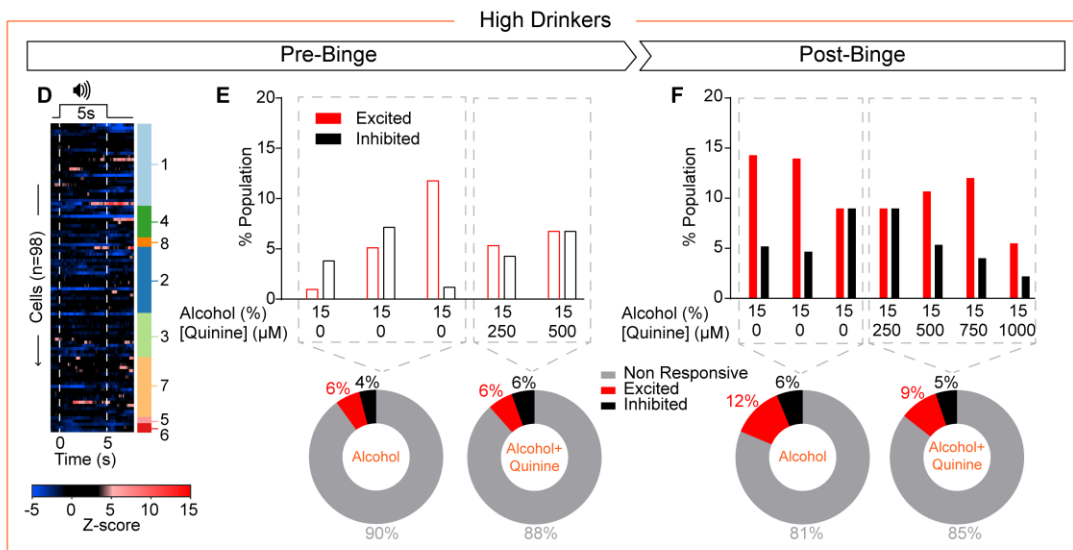 High Drinkers
Pre-Binge
Post-Binge
D
5s
Cells (n=98)
1
4
8
2
3
7
5
6
0 5
Time (s)
-5 0 5 10 15
Z-score
E
20
15
10
5
0
% Population
Excited
Inhibited
Alcohol (%) 15 15 15 15 15
[Quinine] (µM) 0 0 0 250 500
6% 4%
Alcohol
90%
6% 6%
Alcohol+
Quinine
88%
F
20
15
10
5
0
% Population
Alcohol (%) 15 15 15 15 15 15 15
[Quinine] (µM) 0 0 0 250 500 750 1000
Non Responsive
Excited
Inhibited
12% 6%
Alcohol
81%
9% 5%
Alcohol+
Quinine
85%